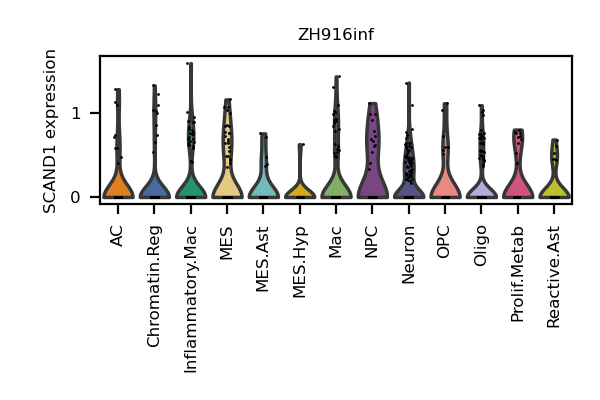 ZH916inf
SCAND1 expression
1
0
AC
Chromatin.Reg
Inflammatory.Mac
MES
MES.Ast
MES.Hyp
Mac
NPC
Neuron
OPC
Oligo
Prolif.Metab
Reactive.Ast